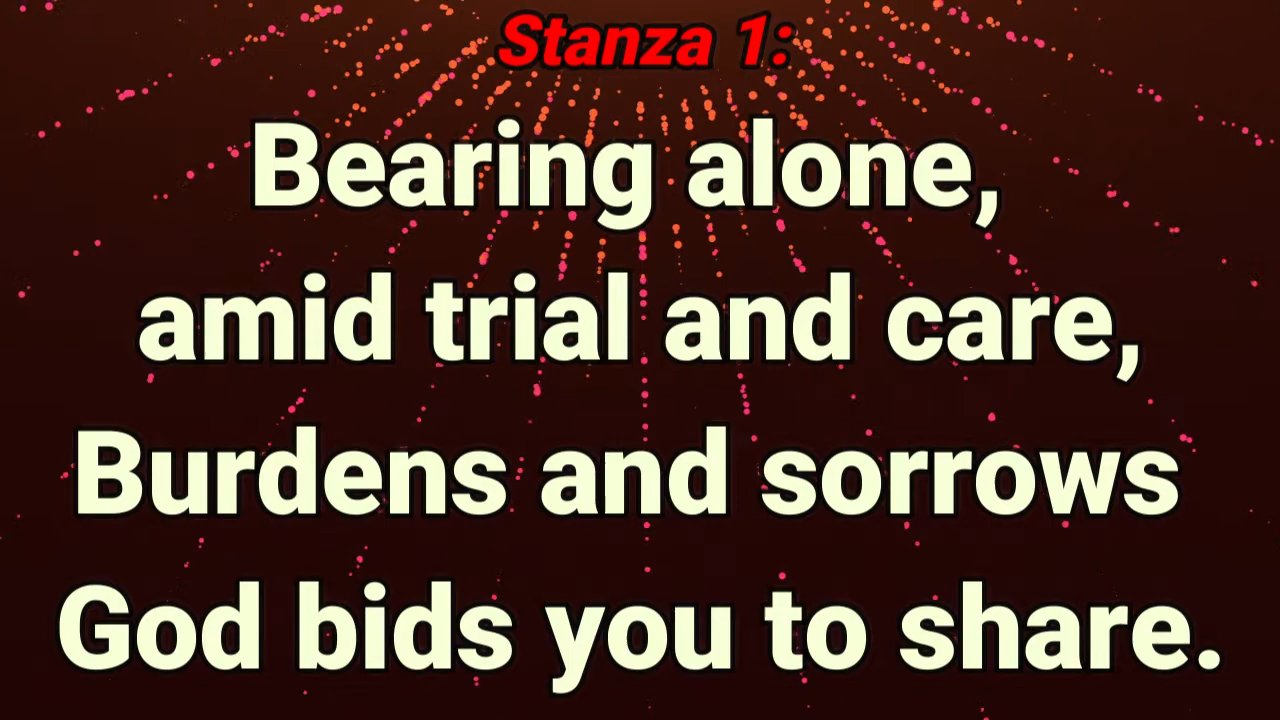 Stanza 1:
Bearing alone,
amid trial and care,
Burdens and sorrows
God bids you to share.